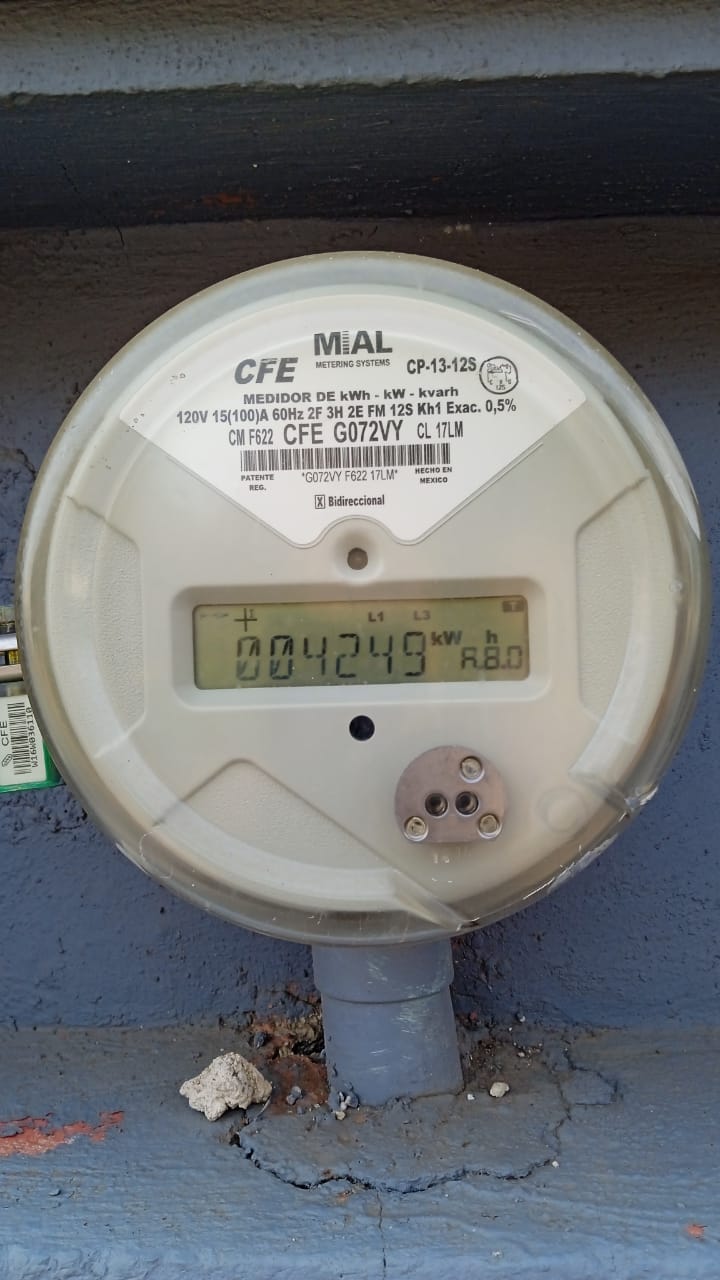 MIAL
METERING SYSTEMS
CFE
CP-13-12S
MEDIDOR DE kWh - kW - kvarh
120V 15(100)A 60Hz 2F 3H 2E FM 12S Kh1 Exac. 0,5%
CM F622 CFE G072VY CL 17LM
PATENTE REG.
*G072VY F622 17LM*
HECHO EN MEXICO
X Bidireccional
L1 L3 T
004249 kW h A.8.0
CFE
W16W036110